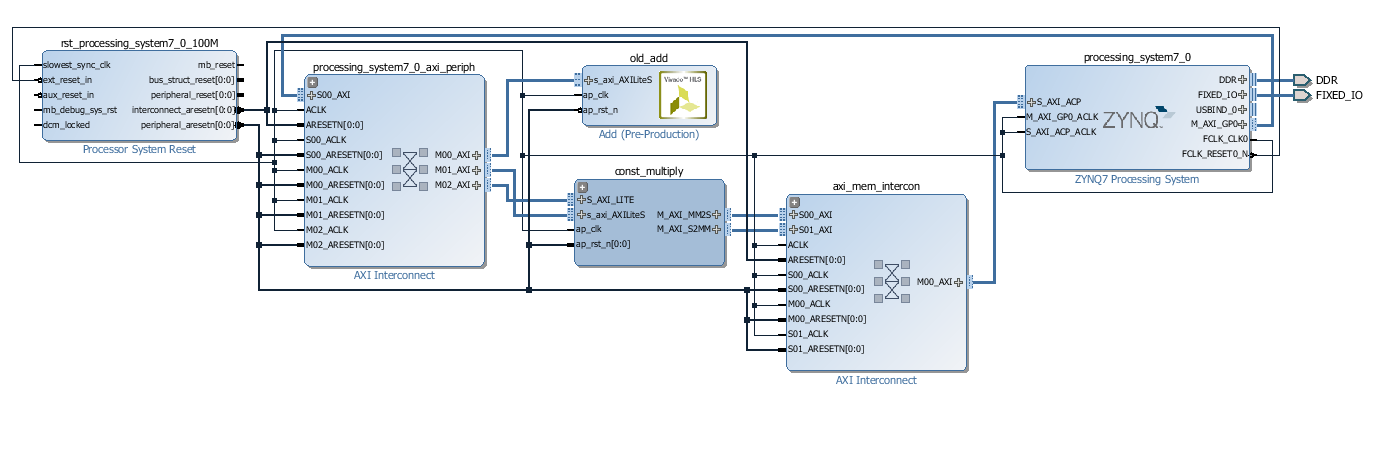 rst_processing_system7_0_100M
slowest_sync_clk
ext_reset_in
aux_reset_in
mb_debug_sys_rst
dcm_locked
mb_reset
bus_struct_reset[0:0]
peripheral_reset[0:0]
interconnect_aresetn[0:0]
peripheral_aresetn[0:0]
Processor System Reset
processing_system7_0_axi_periph
S00_AXI
ACLK
ARESETN[0:0]
S00_ACLK
S00_ARESETN[0:0]
M00_ACLK
M00_ARESETN[0:0]
M01_ACLK
M01_ARESETN[0:0]
M02_ACLK
M02_ARESETN[0:0]
M00_AXI
M01_AXI
M02_AXI
AXI Interconnect
old_add
s_axi_AXILiteS
ap_clk
ap_rst_n
Vivado™ HLS
Add (Pre-Production)
const_multiply
S_AXI_LITE
s_axi_AXILiteS
ap_clk
ap_rst_n[0:0]
M_AXI_MM2S
M_AXI_S2MM
axi_mem_intercon
S00_AXI
S01_AXI
ACLK
ARESETN[0:0]
S00_ACLK
S00_ARESETN[0:0]
M00_ACLK
M00_ARESETN[0:0]
S01_ACLK
S01_ARESETN[0:0]
M00_AXI
AXI Interconnect
processing_system7_0
S_AXI_ACP
M_AXI_GP0_ACLK
S_AXI_ACP_ACLK
ZYNQ
DDR
FIXED_IO
USBIND_0
M_AXI_GP0
FCLK_CLK0
FCLK_RESET0_N
ZYNQ7 Processing System
DDR
FIXED_IO